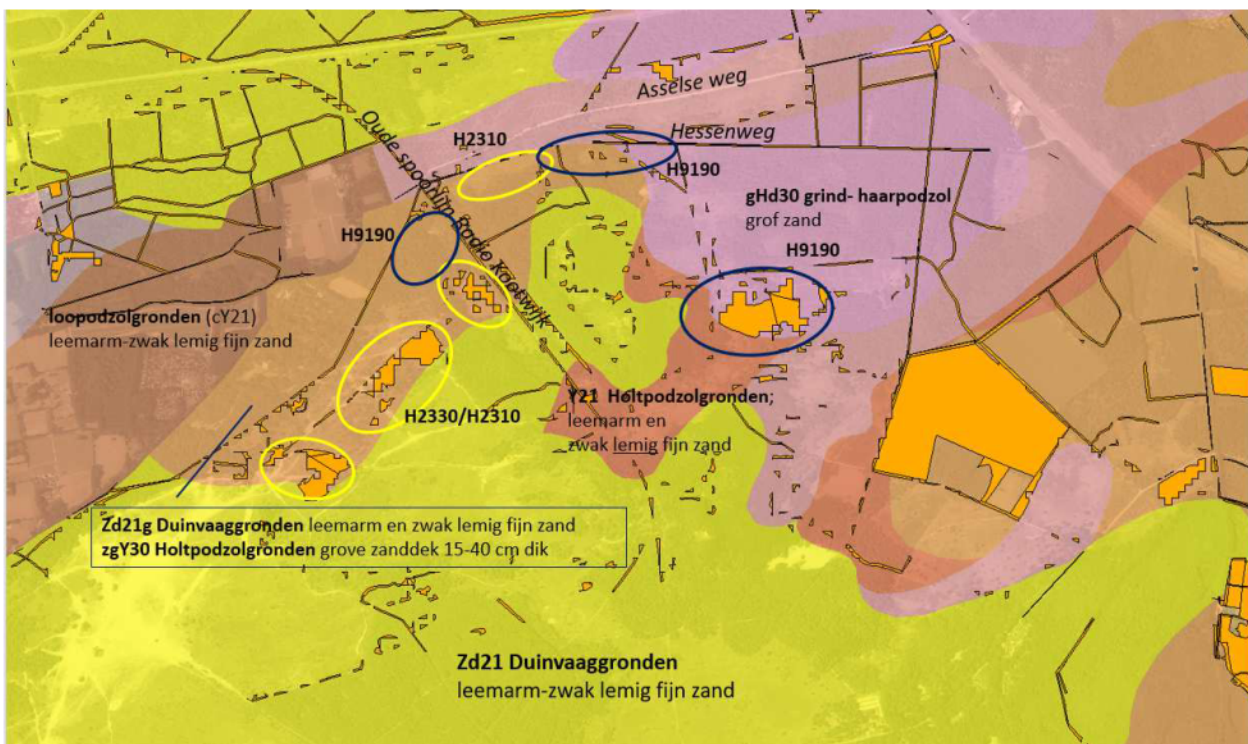 Asselse weg
Oude spoorlijn Radio Kootwijk
Hessenweg
H2310
H9190
gHd30 grind- haarpodzol
grof zand
H9190
H9190
loopodzolgronden (cY21)
leemarm-zwak lemig fijn zand
Y21 Holtpodzolgronden;
leemarm en
zwak lemig fijn zand
H2330/H2310
Zd21g Duinvaaggronden leemarm en zwak lemig fijn zand
zgY30 Holtpodzolgronden grove zanddek 15-40 cm dik
Zd21 Duinvaaggronden
leemarm-zwak lemig fijn zand